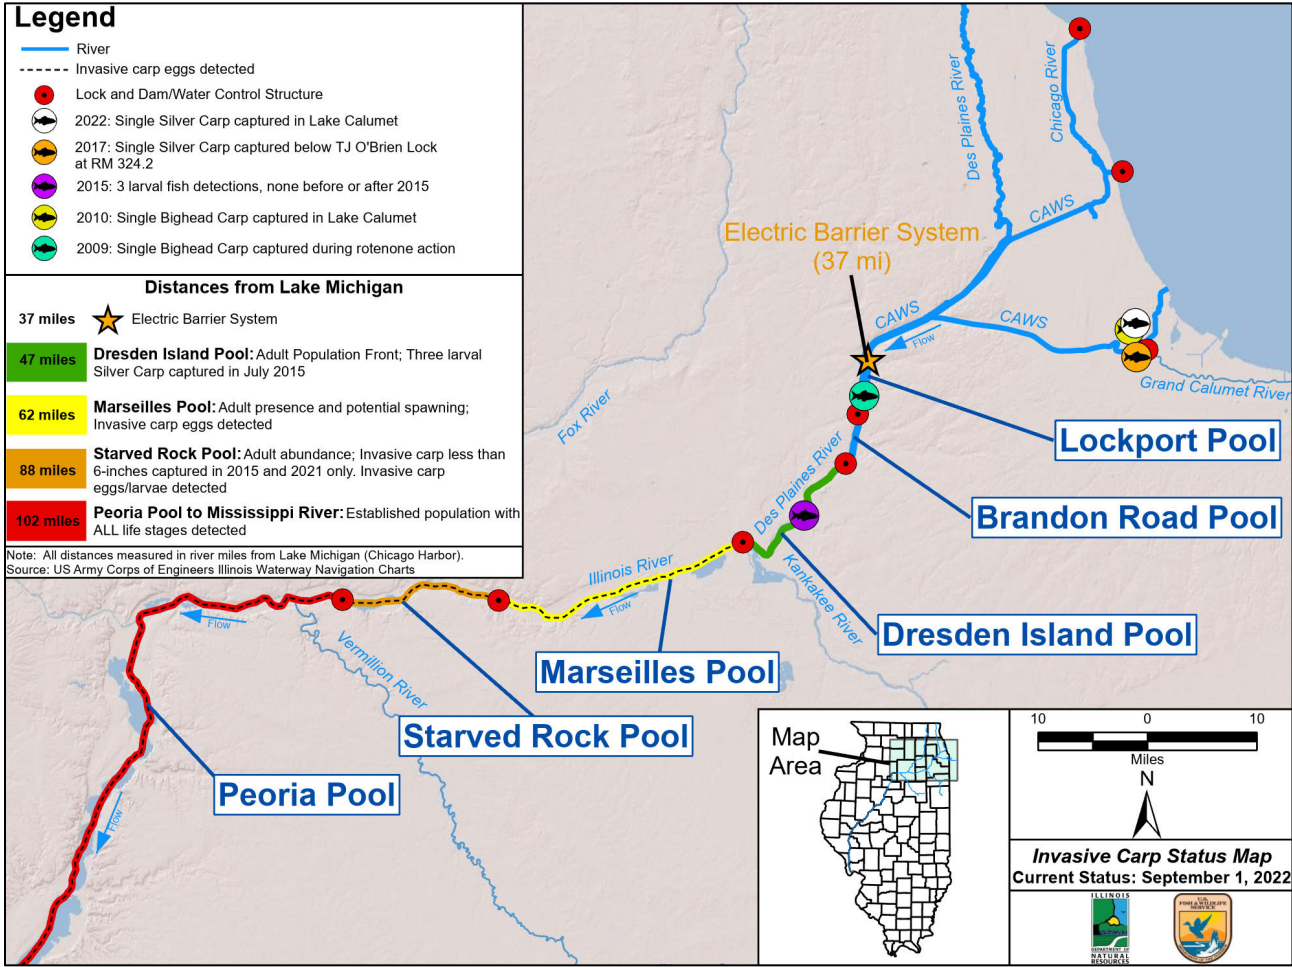 Legend
River
Invasive carp eggs detected
Lock and Dam/Water Control Structure
2022: Single Silver Carp captured in Lake Calumet
2017: Single Silver Carp captured below TJ O'Brien Lock
at RM 324.2
2015: 3 larval fish detections, none before or after 2015
2010: Single Bighead Carp captured in Lake Calumet
2009: Single Bighead Carp captured during rotenone action
Distances from Lake Michigan
37 miles
Electric Barrier System
47 miles
Dresden Island Pool: Adult Population Front; Three larval
Silver Carp captured in July 2015
62 miles
Marseilles Pool: Adult presence and potential spawning;
Invasive carp eggs detected
88 miles
Starved Rock Pool: Adult abundance; Invasive carp less than
6-inches captured in 2015 and 2021 only. Invasive carp
eggs/larvae detected
102 miles
Peoria Pool to Mississippi River: Established population with
ALL life stages detected
Note: All distances measured in river miles from Lake Michigan (Chicago Harbor).
Source: US Army Corps of Engineers Illinois Waterway Navigation Charts
Des Plaines River
Chicago River
CAWS
Electric Barrier System
(37 mi)
CAWS
Flow
CAWS
Grand Calumet River
Fox River
Lockport Pool
Des Plaines River
Brandon Road Pool
Illinois River
Flow
Kankakee River
Dresden Island Pool
Marseilles Pool
Flow
Vermillion River
Starved Rock Pool
Peoria Pool
Flow
Map
Area
10 0 10
Miles
N
Invasive Carp Status Map
Current Status: September 1, 2022
ILLINOIS
DEPARTMENT OF
NATURAL
RESOURCES
U.S.
FISH & WILDLIFE
SERVICE